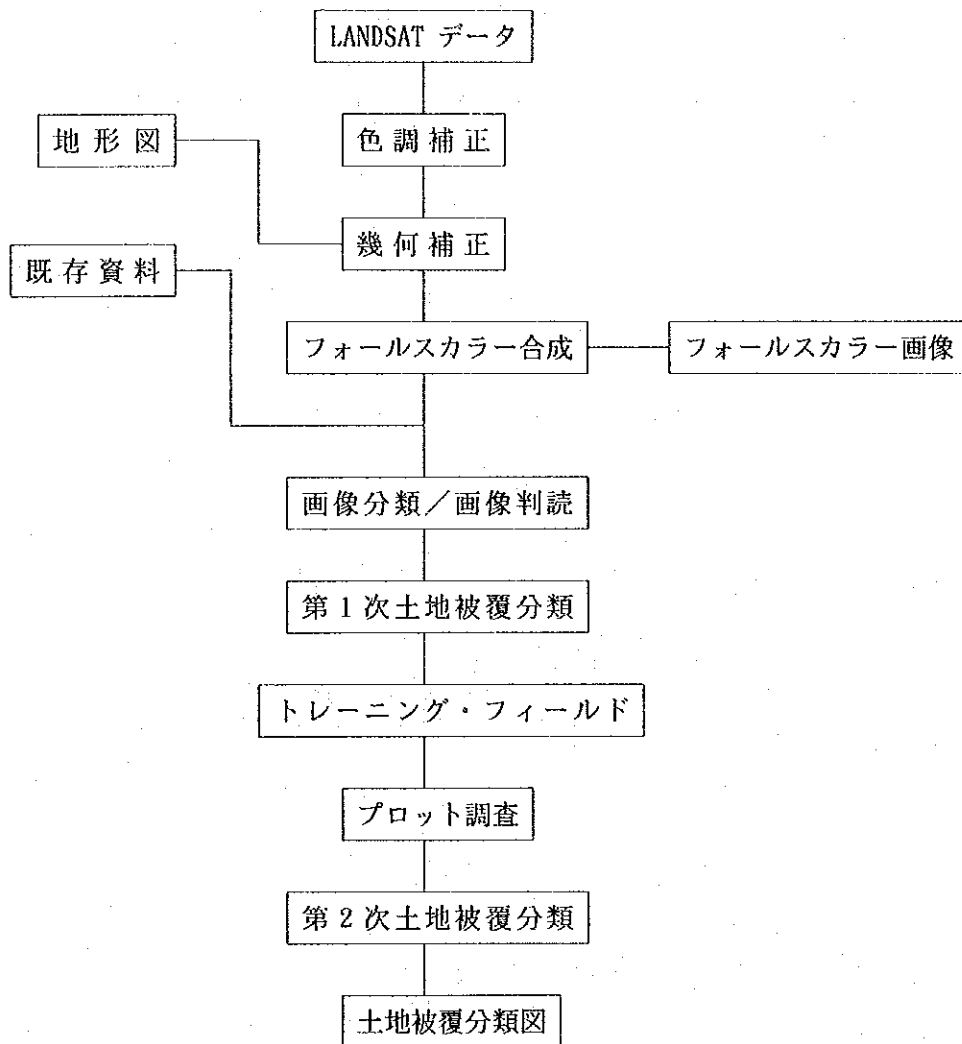 LANDSAT データ
地形図
色調補正
幾何補正
既存資料
フォールスカラー合成
フォールスカラー画像
画像分類／画像判読
第1次土地被覆分類
トレーニング・フィールド
プロット調査
第2次土地被覆分類
土地被覆分類図